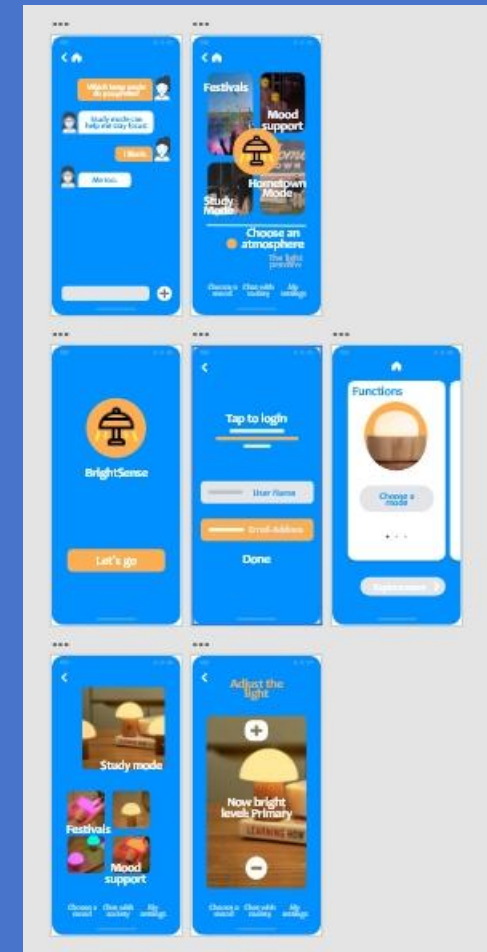 Which lamp mode
do you prefer?
Study mode can
help me stay focus!
Me too.
Festivals
Mood
support
Hometown
Mode
Study
Mode
Choose an
atmosphere
The light
preview
Choose a
mood
Chat with
society
My
settings
BrightSense
Let's go
Tap to login
User Name
Email Address
Done
Functions
Choose a
mode
Study mode
Festivals
Mood
support
Choose a
mood
Chat with
society
My
settings
Adjust the
light
Now bright
level: Primary
LEARNING HOW
Choose a
mood
Chat with
society
My
settings